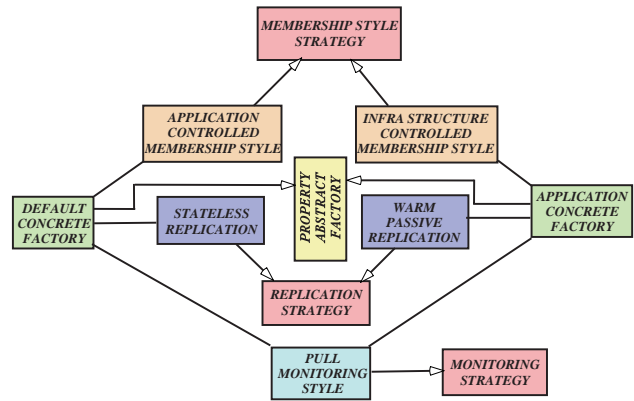 MEMBERSHIP STYLE
STRATEGY
APPLICATION
CONTROLLED
MEMBERSHIP STYLE
INFRA STRUCTURE
CONTROLLED
MEMBERSHIP STYLE
PROPERTY
ABSTRACT
FACTORY
DEFAULT
CONCRETE
FACTORY
STATELESS
REPLICATION
WARM
PASSIVE
REPLICATION
APPLICATION
CONCRETE
FACTORY
REPLICATION
STRATEGY
PULL
MONITORING
STYLE
MONITORING
STRATEGY